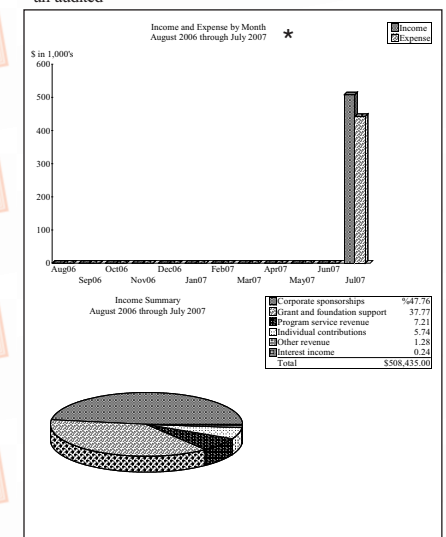 an audited
Income and Expense by Month
August 2006 through July 2007 *
Income
Expense
$ in 1,000's
600
500
400
300
200
100
0
Aug06 Oct06 Dec06 Feb07 Apr07 Jun07
Sep06 Nov06 Jan07 Mar07 May07 Jul07
Income Summary
August 2006 through July 2007
Corporate sponsorships %47.76
Grant and foundation support 37.77
Program service revenue 7.21
Individual contributions 5.74
Other revenue 1.28
Interest income 0.24
Total $508,435.00